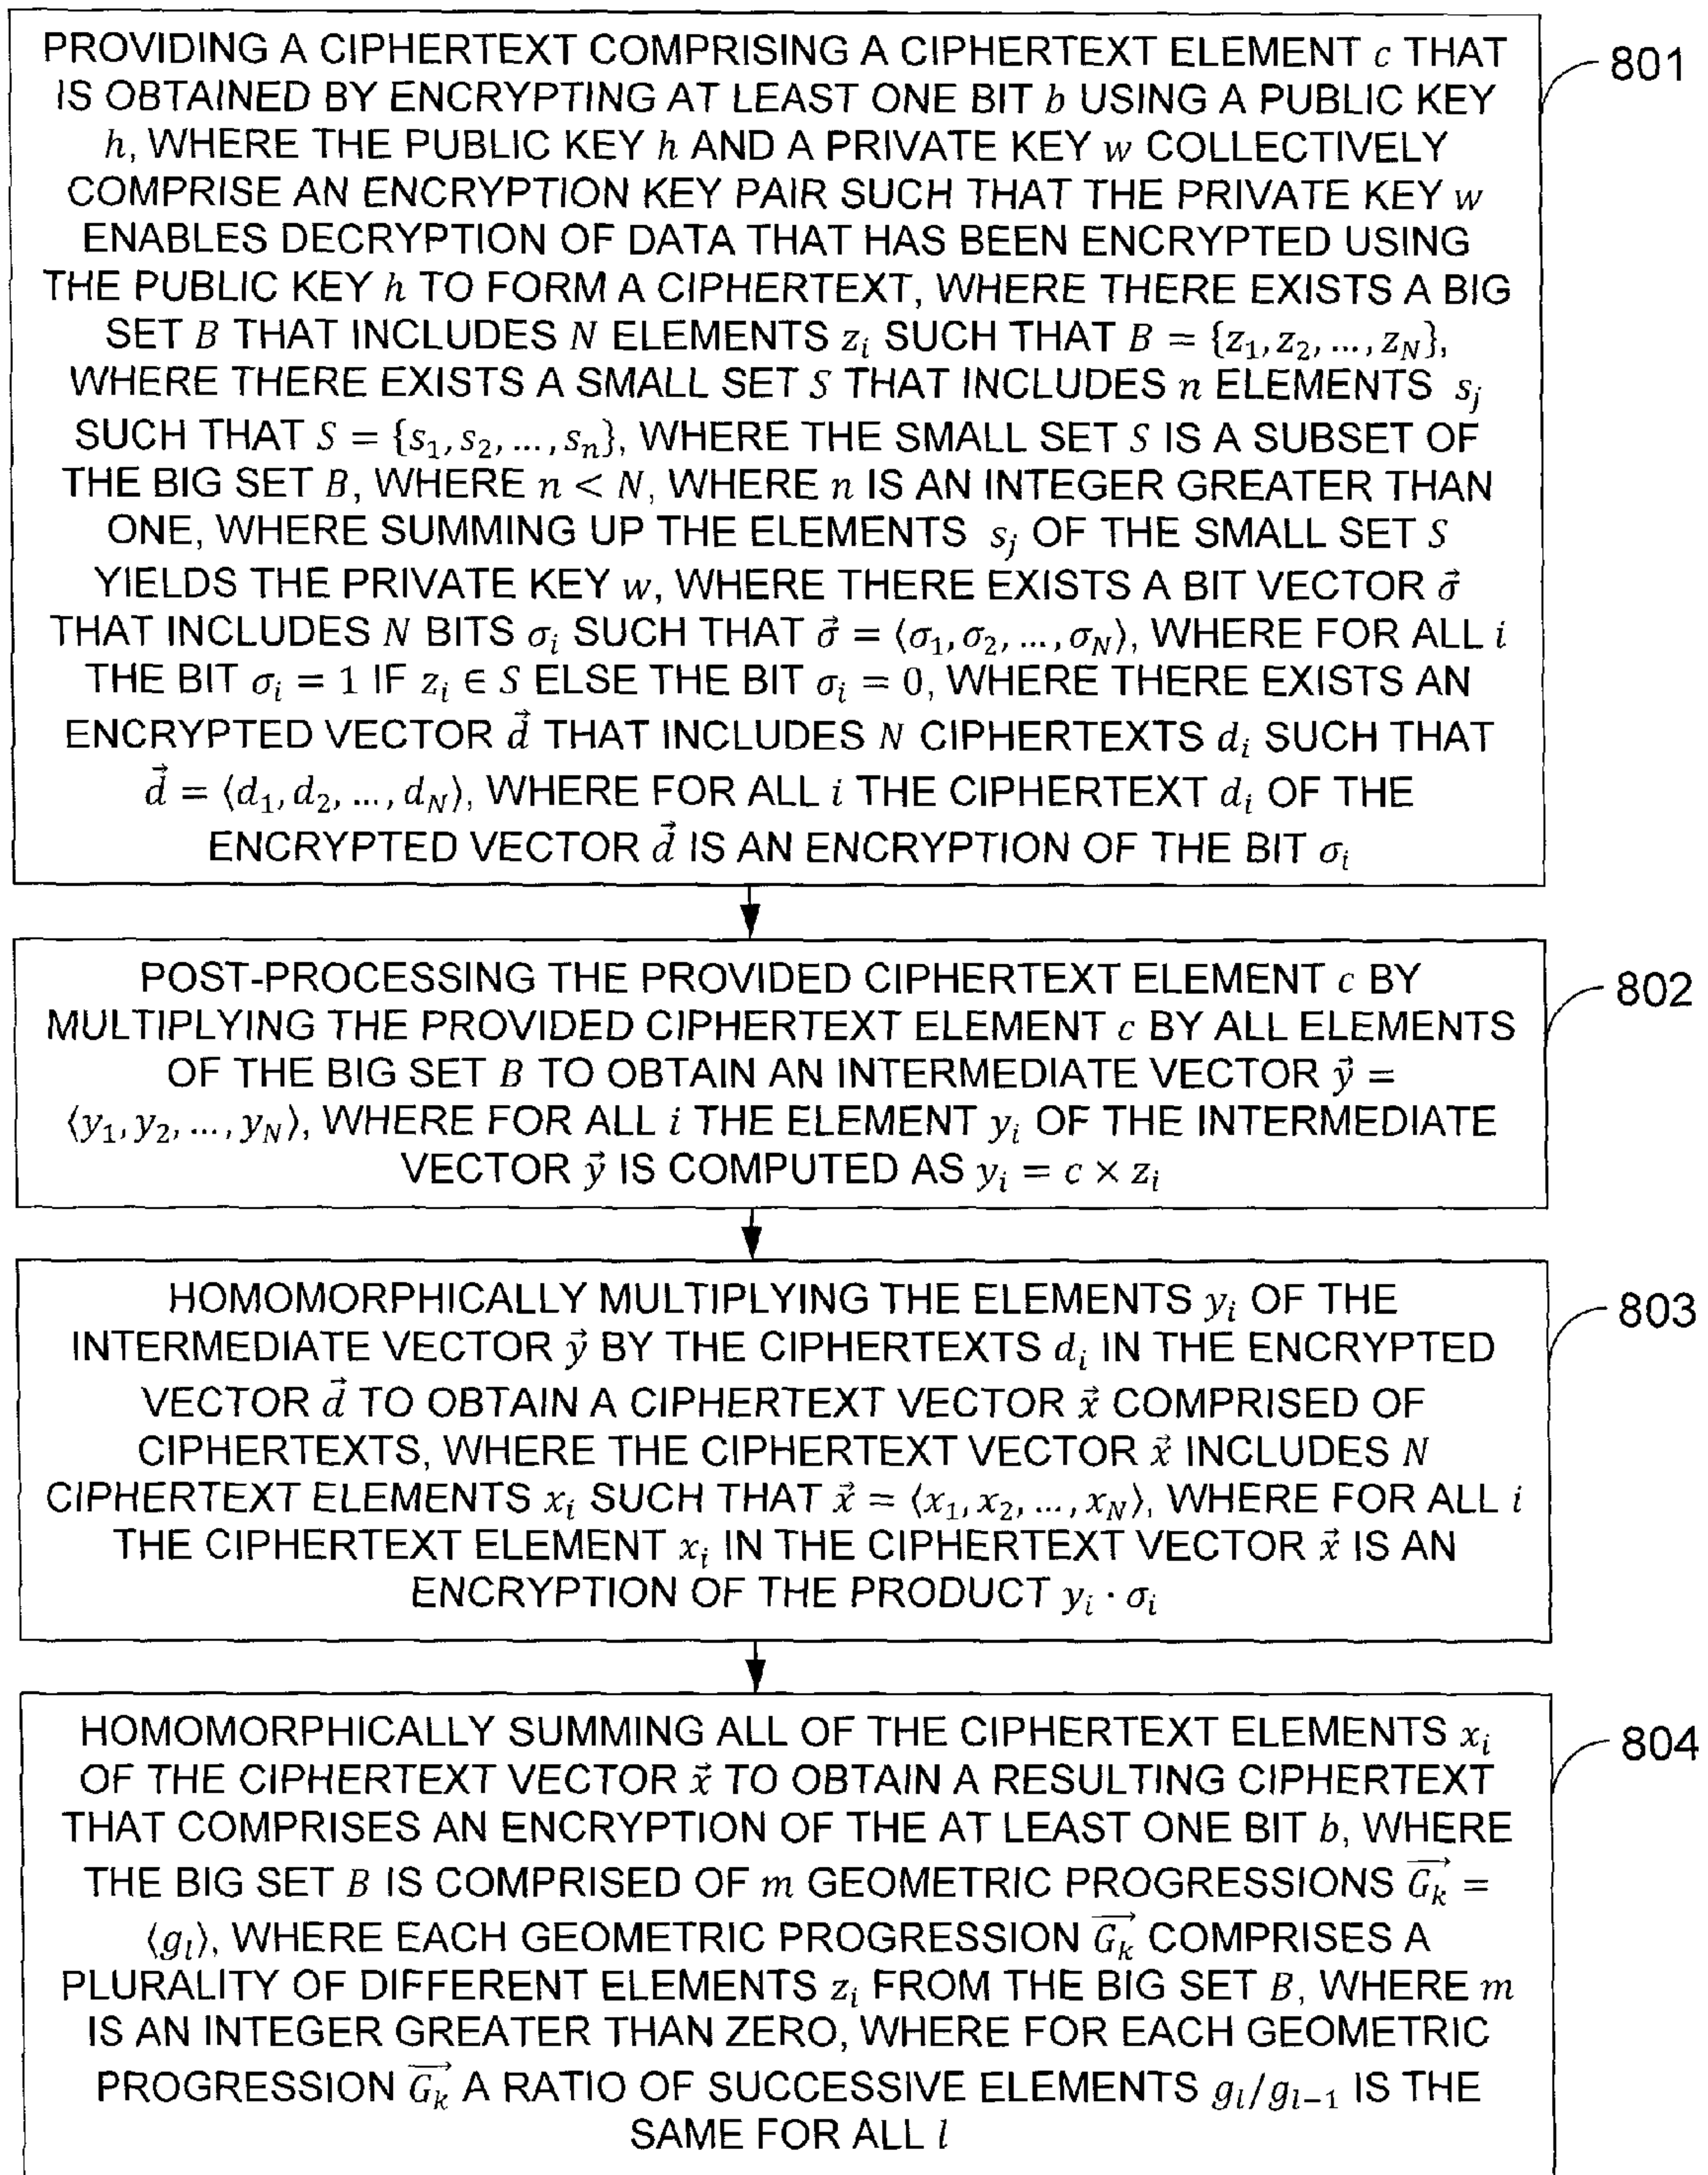 PROVIDING A CIPHERTEXT COMPRISING A CIPHERTEXT ELEMENT c THAT
IS OBTAINED BY ENCRYPTING AT LEAST ONE BIT b USING A PUBLIC KEY
h, WHERE THE PUBLIC KEY h AND A PRIVATE KEY w COLLECTIVELY
COMPRISE AN ENCRYPTION KEY PAIR SUCH THAT THE PRIVATE KEY w
ENABLES DECRYPTION OF DATA THAT HAS BEEN ENCRYPTED USING
THE PUBLIC KEY h TO FORM A CIPHERTEXT, WHERE THERE EXISTS A BIG
SET B THAT INCLUDES N ELEMENTS z_i SUCH THAT B = {z_1, z_2, ..., z_N},
WHERE THERE EXISTS A SMALL SET S THAT INCLUDES n ELEMENTS s_j
SUCH THAT S = {s_1, s_2, ..., s_n}, WHERE THE SMALL SET S IS A SUBSET OF
THE BIG SET B, WHERE n < N, WHERE n IS AN INTEGER GREATER THAN
ONE, WHERE SUMMING UP THE ELEMENTS s_j OF THE SMALL SET S
YIELDS THE PRIVATE KEY w, WHERE THERE EXISTS A BIT VECTOR σ⃗
THAT INCLUDES N BITS σ_i SUCH THAT σ⃗ = ⟨σ_1, σ_2, ..., σ_N⟩, WHERE FOR ALL i
THE BIT σ_i = 1 IF z_i ∈ S ELSE THE BIT σ_i = 0, WHERE THERE EXISTS AN
ENCRYPTED VECTOR d⃗ THAT INCLUDES N CIPHERTEXTS d_i SUCH THAT
d⃗ = ⟨d_1, d_2, ..., d_N⟩, WHERE FOR ALL i THE CIPHERTEXT d_i OF THE
ENCRYPTED VECTOR d⃗ IS AN ENCRYPTION OF THE BIT σ_i
801
POST-PROCESSING THE PROVIDED CIPHERTEXT ELEMENT c BY
MULTIPLYING THE PROVIDED CIPHERTEXT ELEMENT c BY ALL ELEMENTS
OF THE BIG SET B TO OBTAIN AN INTERMEDIATE VECTOR y⃗ =
⟨y_1, y_2, ..., y_N⟩, WHERE FOR ALL i THE ELEMENT y_i OF THE INTERMEDIATE
VECTOR y⃗ IS COMPUTED AS y_i = c × z_i
802
HOMOMORPHICALLY MULTIPLYING THE ELEMENTS y_i OF THE
INTERMEDIATE VECTOR y⃗ BY THE CIPHERTEXTS d_i IN THE ENCRYPTED
VECTOR d⃗ TO OBTAIN A CIPHERTEXT VECTOR x⃗ COMPRISED OF
CIPHERTEXTS, WHERE THE CIPHERTEXT VECTOR x⃗ INCLUDES N
CIPHERTEXT ELEMENTS x_i SUCH THAT x⃗ = ⟨x_1, x_2, ..., x_N⟩, WHERE FOR ALL i
THE CIPHERTEXT ELEMENT x_i IN THE CIPHERTEXT VECTOR x⃗ IS AN
ENCRYPTION OF THE PRODUCT y_i · σ_i
803
HOMOMORPHICALLY SUMMING ALL OF THE CIPHERTEXT ELEMENTS x_i
OF THE CIPHERTEXT VECTOR x⃗ TO OBTAIN A RESULTING CIPHERTEXT
THAT COMPRISES AN ENCRYPTION OF THE AT LEAST ONE BIT b, WHERE
THE BIG SET B IS COMPRISED OF m GEOMETRIC PROGRESSIONS G_k⃗ =
⟨g_l⟩, WHERE EACH GEOMETRIC PROGRESSION G_k⃗ COMPRISES A
PLURALITY OF DIFFERENT ELEMENTS z_i FROM THE BIG SET B, WHERE m
IS AN INTEGER GREATER THAN ZERO, WHERE FOR EACH GEOMETRIC
PROGRESSION G_k⃗ A RATIO OF SUCCESSIVE ELEMENTS g_l/g_{l−1} IS THE
SAME FOR ALL l
804